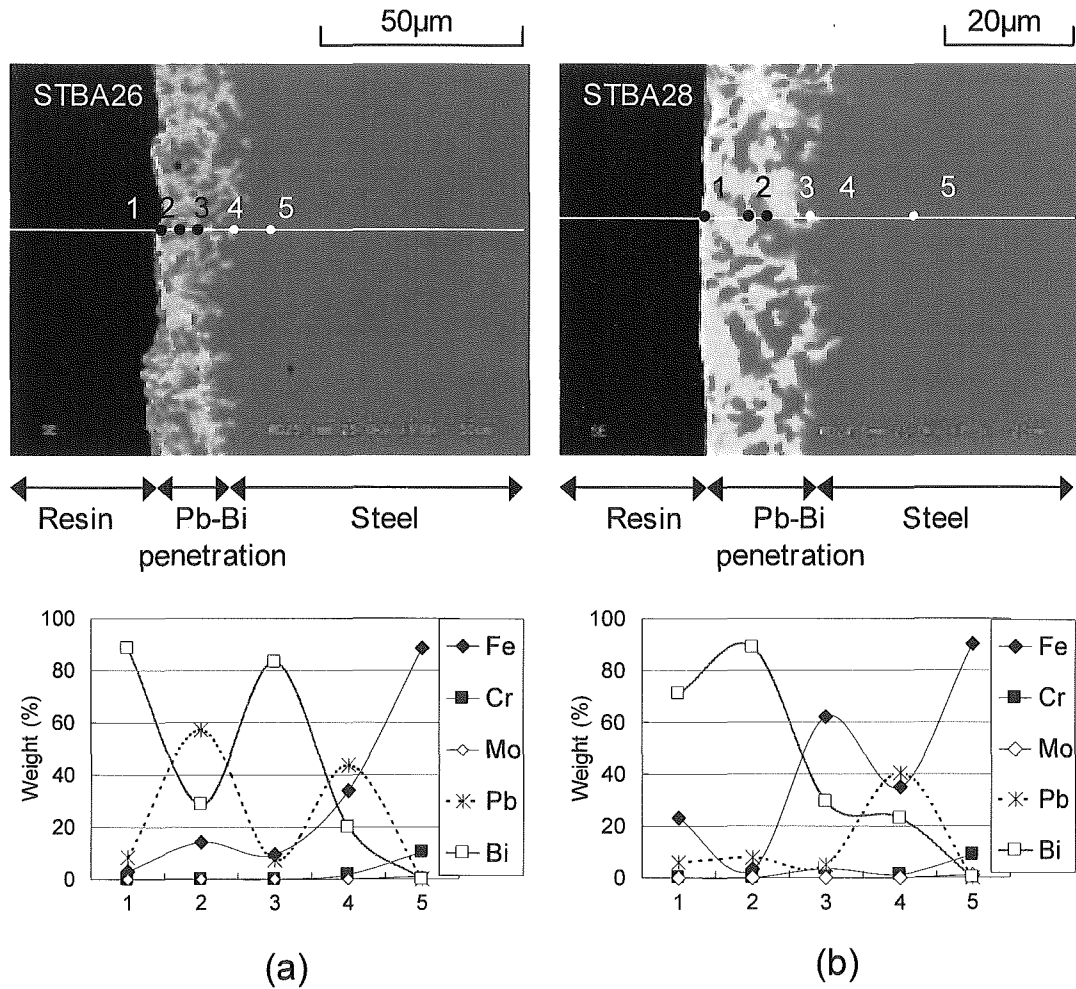 50μm
20μm
STBA26
STBA28
1 2 3 4 5
1 2 3 4 5
Resin Pb-Bi penetration Steel
Resin Pb-Bi penetration Steel
Weight (%)
100
80
60
40
20
0
1 2 3 4 5
Fe
Cr
Mo
Pb
Bi
Weight (%)
100
80
60
40
20
0
1 2 3 4 5
Fe
Cr
Mo
Pb
Bi
(a)
(b)